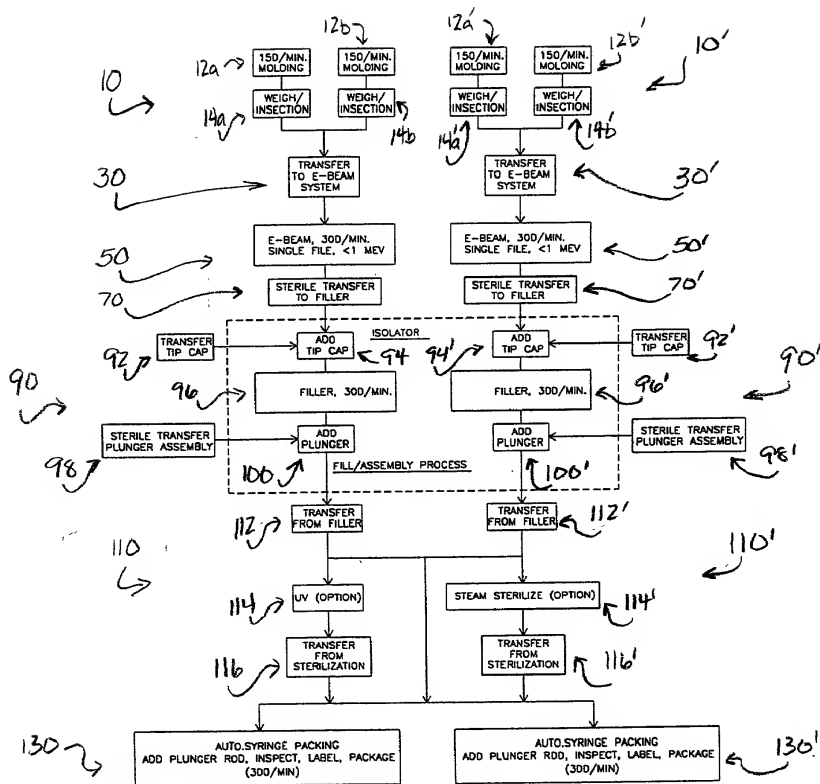 12b
12a'
12a
150/MIN.
MOLDING
150/MIN.
MOLDING
150/MIN.
MOLDING
150/MIN.
MOLDING
12b'
10
10'
WEIGH/
INSECTION
WEIGH/
INSECTION
WEIGH/
INSECTION
WEIGH/
INSECTION
14a
14b
14a'
14b'
30
TRANSFER
TO E-BEAM
SYSTEM
TRANSFER
TO E-BEAM
SYSTEM
30'
50
E-BEAM, 300/MIN.
SINGLE FILE, <1 MEV
E-BEAM, 300/MIN.
SINGLE FILE, <1 MEV
50'
70
STERILE TRANSFER
TO FILLER
STERILE TRANSFER
TO FILLER
70'
ISOLATOR
92
TRANSFER
TIP CAP
ADD
TIP CAP
94
94'
ADD
TIP CAP
TRANSFER
TIP CAP
92'
90
96
FILLER, 300/MIN.
FILLER, 300/MIN.
96'
90'
98
STERILE TRANSFER
PLUNGER ASSEMBLY
ADD
PLUNGER
ADD
PLUNGER
STERILE TRANSFER
PLUNGER ASSEMBLY
98'
100
FILL/ASSEMBLY PROCESS
100'
112
TRANSFER
FROM FILLER
TRANSFER
FROM FILLER
112'
110
110'
114
UV (OPTION)
STEAM STERILIZE (OPTION)
114'
116
TRANSFER
FROM
STERILIZATION
TRANSFER
FROM
STERILIZATION
116'
130
AUTO.SYRINGE PACKING
ADD PLUNGER ROD, INSPECT, LABEL, PACKAGE
(300/MIN)
AUTO.SYRINGE PACKING
ADD PLUNGER ROD, INSPECT, LABEL, PACKAGE
(300/MIN)
130'